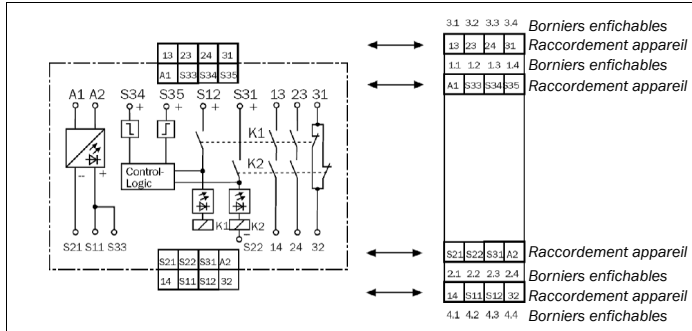 13 23 24 31
A1 S33 S34 S35
A1 A2 S34 S35 S12 S31 13 23 31
+ + + +
K1
K2
- +
Control-
Logic
K1 K2
-
S21 S11 S33 S22 14 24 32
S21 S22 S31 A2
14 S11 S12 32
3.1 3.2 3.3 3.4 Borniers enfichables
13 23 24 31 Raccordement appareil
1.1 1.2 1.3 1.4 Borniers enfichables
A1 S33 S34 S35 Raccordement appareil
S21 S22 S31 A2 Raccordement appareil
2.1 2.2 2.3 2.4 Borniers enfichables
14 S11 S12 32 Raccordement appareil
4.1 4.2 4.3 4.4 Borniers enfichables